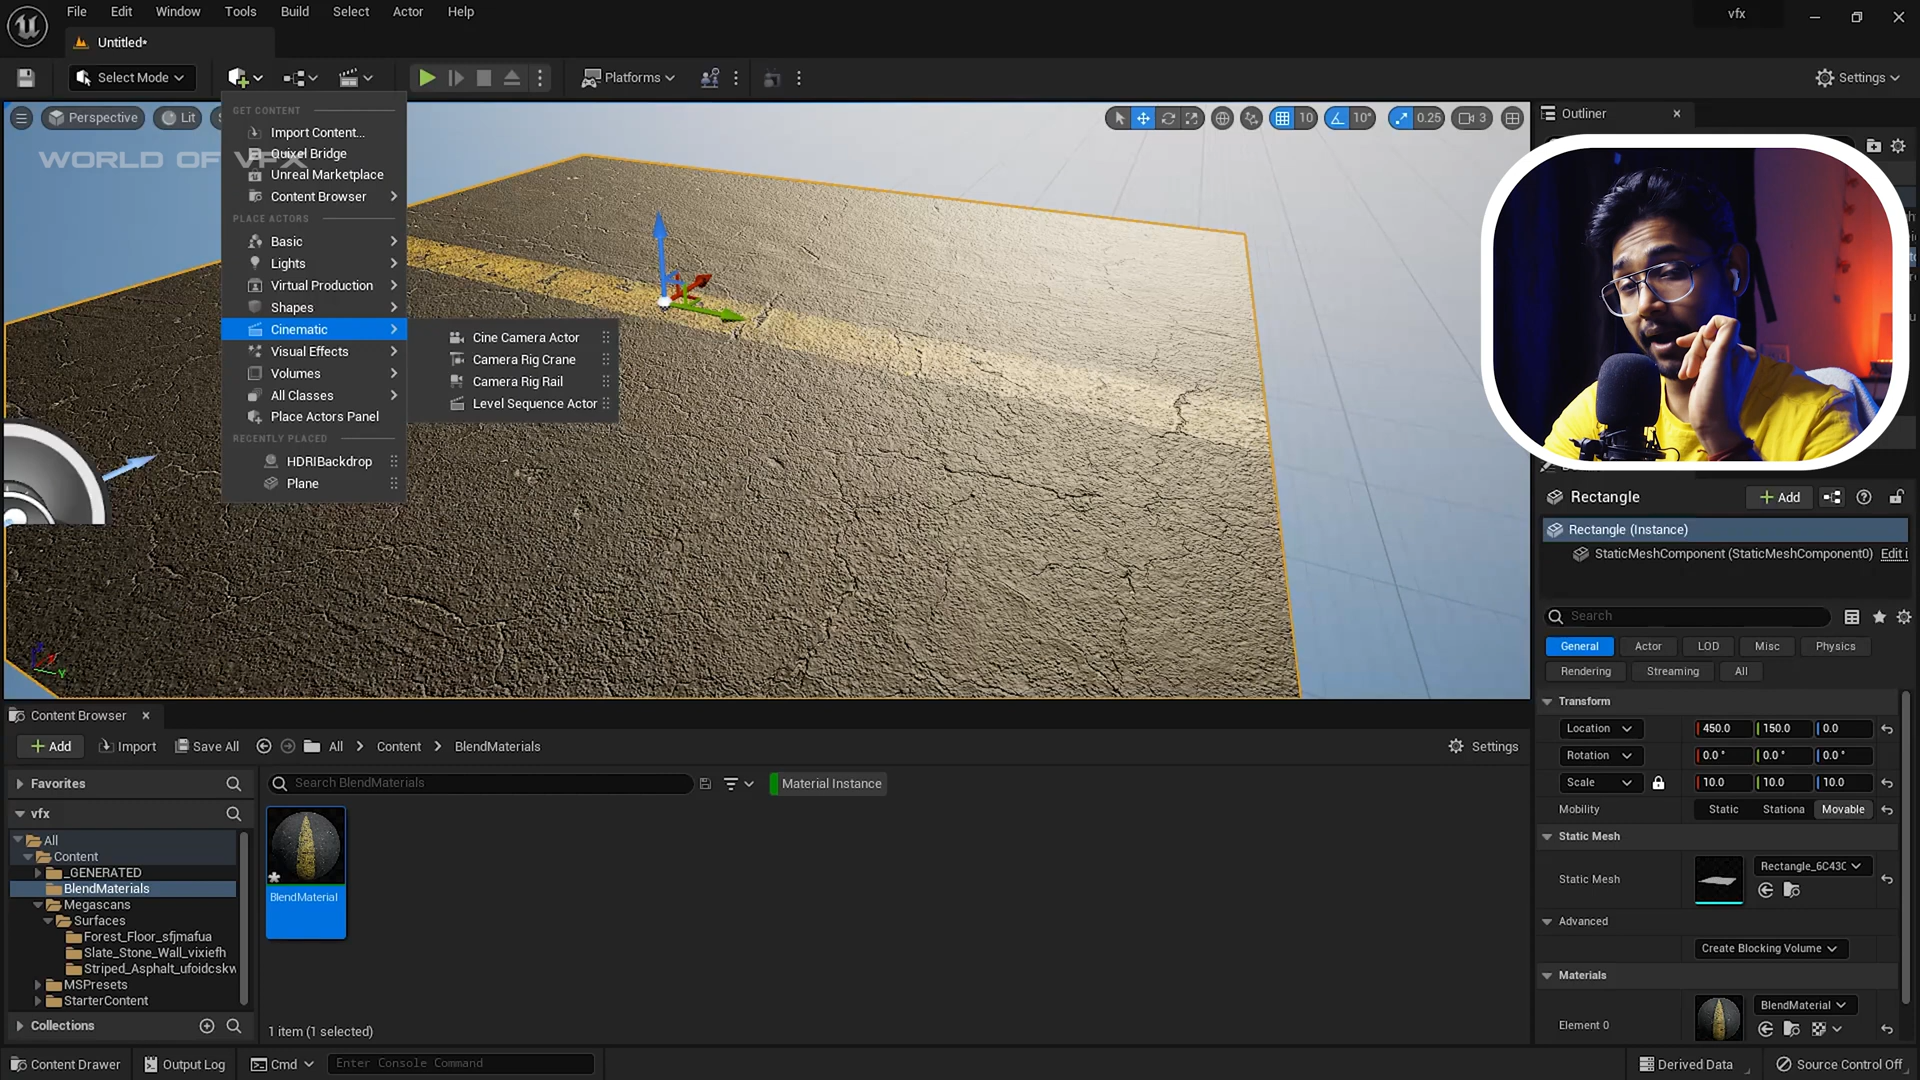 File Edit Window Tools Build Select Actor Help
vfx
Untitled*
Select Mode
Platforms
Settings
Perspective
Lit
10
10°
0.25
3
WORLD OF VFX
GET CONTENT
Import Content...
Quixel Bridge
Unreal Marketplace
Content Browser
PLACE ACTORS
Basic
Lights
Virtual Production
Shapes
Cinematic
Visual Effects
Volumes
All Classes
Place Actors Panel
RECENTLY PLACED
HDRIBackdrop
Plane
Cine Camera Actor
Camera Rig Crane
Camera Rig Rail
Level Sequence Actor
Y
Outliner
Rectangle
Add
Rectangle (Instance)
StaticMeshComponent (StaticMeshComponent0) Edit i
Search
General Actor LOD Misc Physics
Rendering Streaming All
Transform
Location 450.0 150.0 0.0
Rotation 0.0 ° 0.0 ° 0.0 °
Scale 10.0 10.0 10.0
Mobility Static Stationa Movable
Static Mesh
Static Mesh Rectangle_6C43C
Advanced
Create Blocking Volume
Materials
Element 0 BlendMaterial
Content Browser
Add Import Save All All Content BlendMaterials Settings
Favorites
Search BlendMaterials
Material Instance
vfx
All
Content
_GENERATED
BlendMaterials
Megascans
Surfaces
Forest_Floor_sfjmafua
Slate_Stone_Wall_vixiefh
Striped_Asphalt_ufoidcskw
MSPresets
StarterContent
Collections
BlendMaterial
1 item (1 selected)
Content Drawer Output Log Cmd Enter Console Command Derived Data Source Control Off